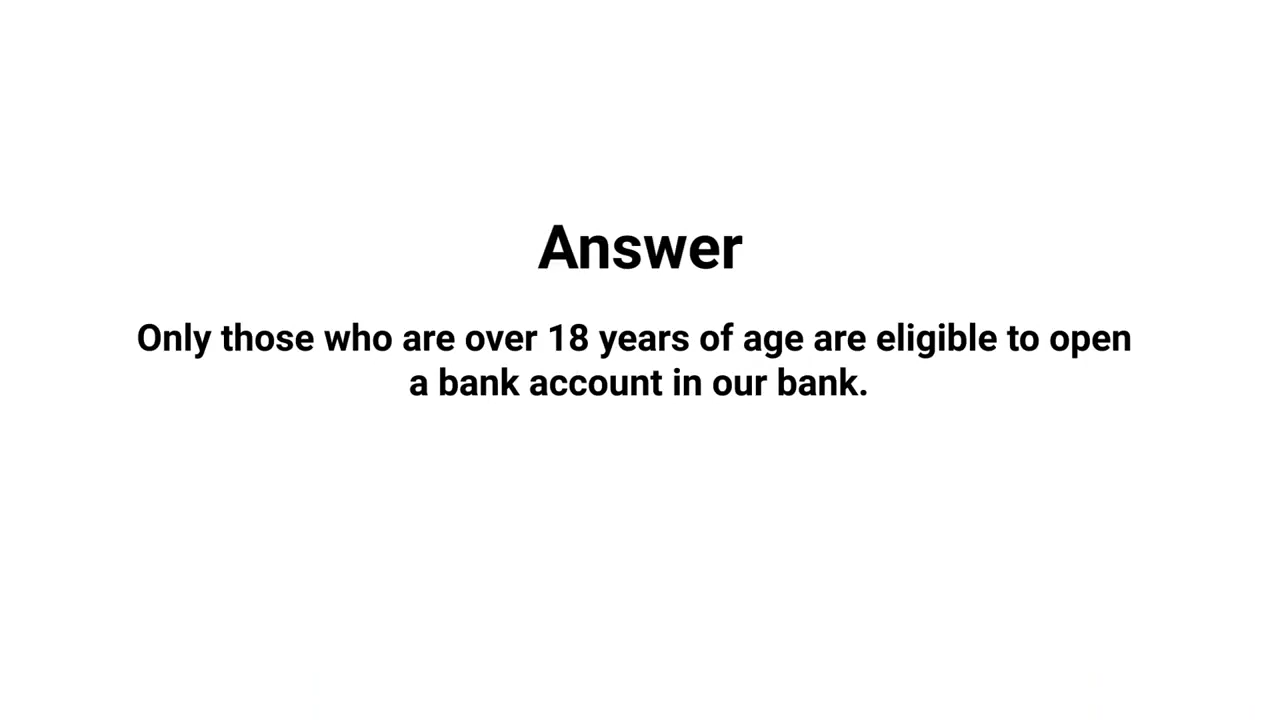 Answer
Only those who are over 18 years of age are eligible to open
a bank account in our bank.